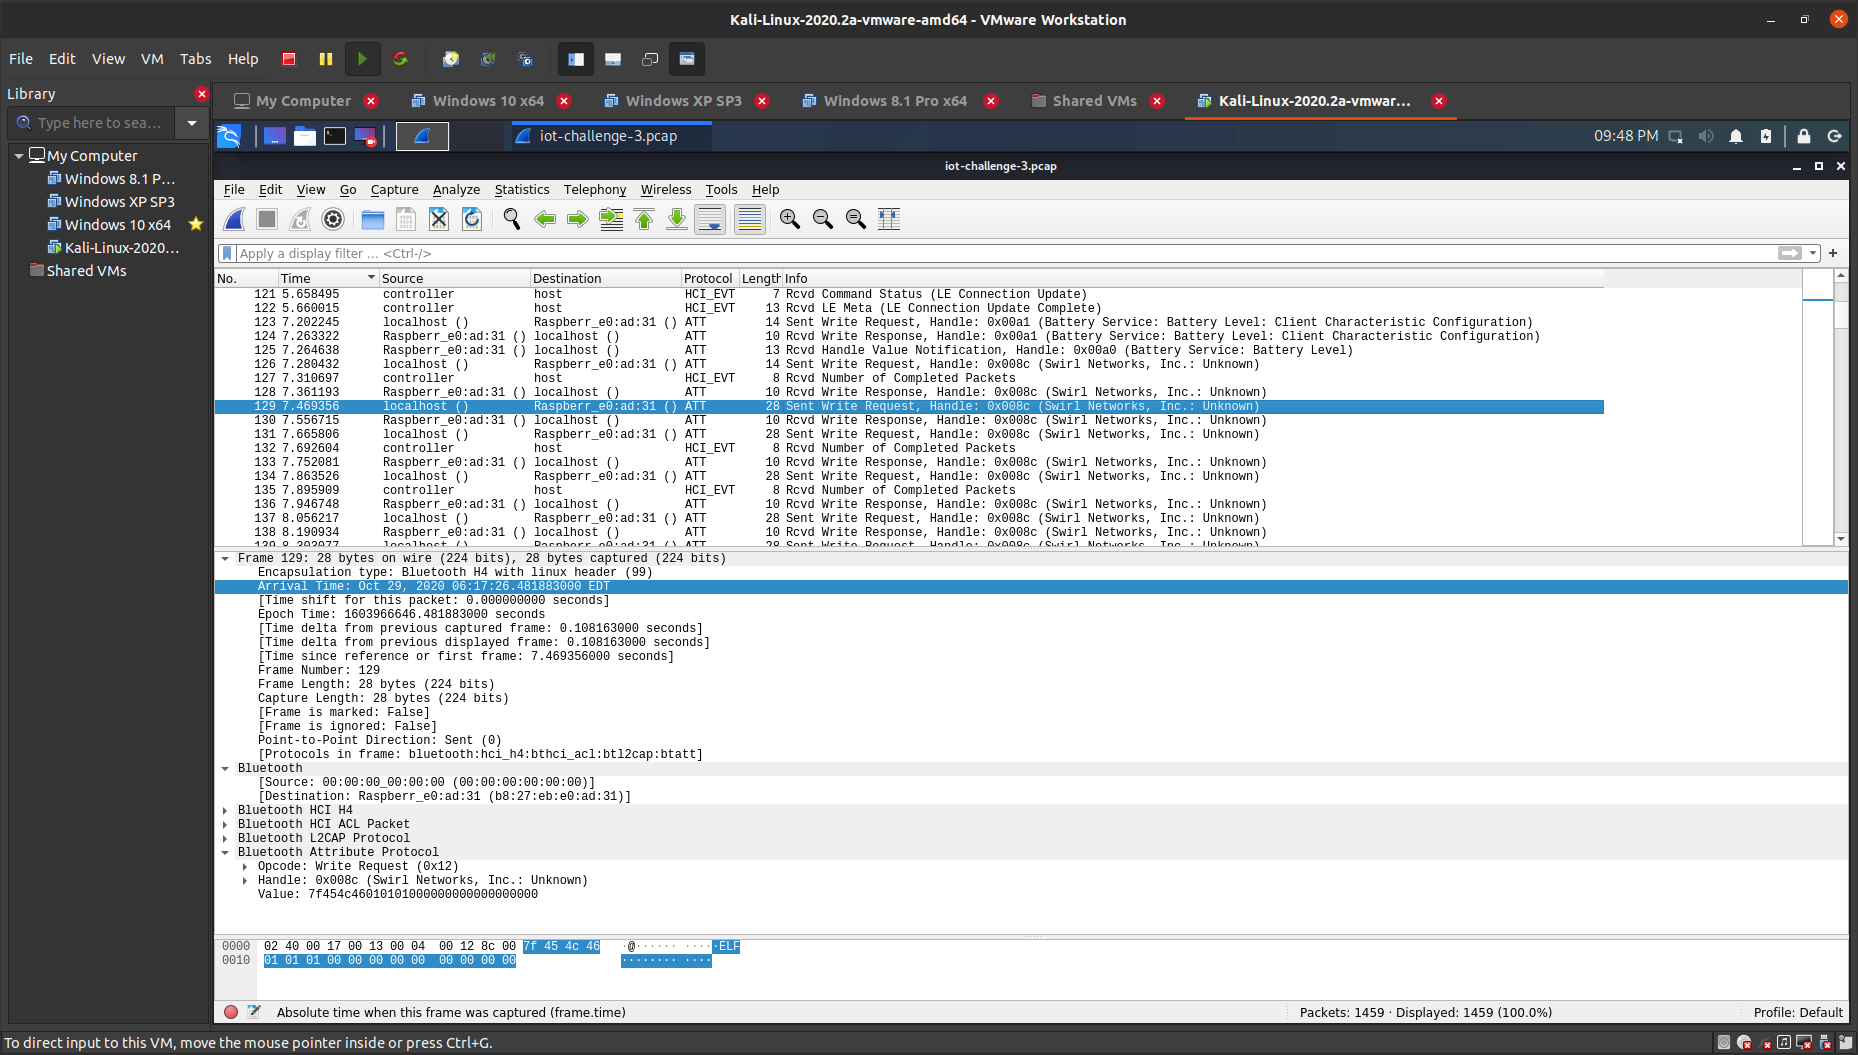 Kali-Linux-2020.2a-vmware-amd64 - VMware Workstation
File Edit View VM Tabs Help
Library
Type here to sea...
My Computer
Windows 8.1 P...
Windows XP SP3
Windows 10 x64
Kali-Linux-2020...
Shared VMs
My Computer Windows 10 x64 Windows XP SP3 Windows 8.1 Pro x64 Shared VMs Kali-Linux-2020.2a-vmwar...
iot-challenge-3.pcap 09:48 PM
iot-challenge-3.pcap
File Edit View Go Capture Analyze Statistics Telephony Wireless Tools Help
Apply a display filter ... <Ctrl-/>
No. Time Source Destination Protocol Length Info
121 5.658495 controller host HCI_EVT 7 Rcvd Command Status (LE Connection Update)
122 5.660015 controller host HCI_EVT 13 Rcvd LE Meta (LE Connection Update Complete)
123 7.202245 localhost () Raspberr_e0:ad:31 () ATT 14 Sent Write Request, Handle: 0x00a1 (Battery Service: Battery Level: Client Characteristic Configuration)
124 7.263322 Raspberr_e0:ad:31 () localhost () ATT 10 Rcvd Write Response, Handle: 0x00a1 (Battery Service: Battery Level: Client Characteristic Configuration)
125 7.264638 Raspberr_e0:ad:31 () localhost () ATT 13 Rcvd Handle Value Notification, Handle: 0x00a0 (Battery Service: Battery Level)
126 7.280432 localhost () Raspberr_e0:ad:31 () ATT 14 Sent Write Request, Handle: 0x008c (Swirl Networks, Inc.: Unknown)
127 7.310697 controller host HCI_EVT 8 Rcvd Number of Completed Packets
128 7.361193 Raspberr_e0:ad:31 () localhost () ATT 10 Rcvd Write Response, Handle: 0x008c (Swirl Networks, Inc.: Unknown)
129 7.469356 localhost () Raspberr_e0:ad:31 () ATT 28 Sent Write Request, Handle: 0x008c (Swirl Networks, Inc.: Unknown)
130 7.556715 Raspberr_e0:ad:31 () localhost () ATT 10 Rcvd Write Response, Handle: 0x008c (Swirl Networks, Inc.: Unknown)
131 7.665806 localhost () Raspberr_e0:ad:31 () ATT 28 Sent Write Request, Handle: 0x008c (Swirl Networks, Inc.: Unknown)
132 7.692604 controller host HCI_EVT 8 Rcvd Number of Completed Packets
133 7.752081 Raspberr_e0:ad:31 () localhost () ATT 10 Rcvd Write Response, Handle: 0x008c (Swirl Networks, Inc.: Unknown)
134 7.863526 localhost () Raspberr_e0:ad:31 () ATT 28 Sent Write Request, Handle: 0x008c (Swirl Networks, Inc.: Unknown)
135 7.895909 controller host HCI_EVT 8 Rcvd Number of Completed Packets
136 7.946748 Raspberr_e0:ad:31 () localhost () ATT 10 Rcvd Write Response, Handle: 0x008c (Swirl Networks, Inc.: Unknown)
137 8.056217 localhost () Raspberr_e0:ad:31 () ATT 28 Sent Write Request, Handle: 0x008c (Swirl Networks, Inc.: Unknown)
138 8.190934 Raspberr_e0:ad:31 () localhost () ATT 10 Rcvd Write Response, Handle: 0x008c (Swirl Networks, Inc.: Unknown)
Frame 129: 28 bytes on wire (224 bits), 28 bytes captured (224 bits)
Encapsulation type: Bluetooth H4 with linux header (99)
Arrival Time: Oct 29, 2020 06:17:26.481883000 EDT
[Time shift for this packet: 0.000000000 seconds]
Epoch Time: 1603966646.481883000 seconds
[Time delta from previous captured frame: 0.108163000 seconds]
[Time delta from previous displayed frame: 0.108163000 seconds]
[Time since reference or first frame: 7.469356000 seconds]
Frame Number: 129
Frame Length: 28 bytes (224 bits)
Capture Length: 28 bytes (224 bits)
[Frame is marked: False]
[Frame is ignored: False]
Point-to-Point Direction: Sent (0)
[Protocols in frame: bluetooth:hci_h4:bthci_acl:btl2cap:btatt]
Bluetooth
[Source: 00:00:00_00:00:00 (00:00:00:00:00:00)]
[Destination: Raspberr_e0:ad:31 (b8:27:eb:e0:ad:31)]
Bluetooth HCI H4
Bluetooth HCI ACL Packet
Bluetooth L2CAP Protocol
Bluetooth Attribute Protocol
Opcode: Write Request (0x12)
Handle: 0x008c (Swirl Networks, Inc.: Unknown)
Value: 7f454c46010101000000000000000000
0000 02 40 00 17 00 13 00 04 00 12 8c 00 7f 45 4c 46 ·@······ ·····ELF
0010 01 01 01 00 00 00 00 00 00 00 00 00 ········ ····
Absolute time when this frame was captured (frame.time) Packets: 1459 · Displayed: 1459 (100.0%) Profile: Default
To direct input to this VM, move the mouse pointer inside or press Ctrl+G.